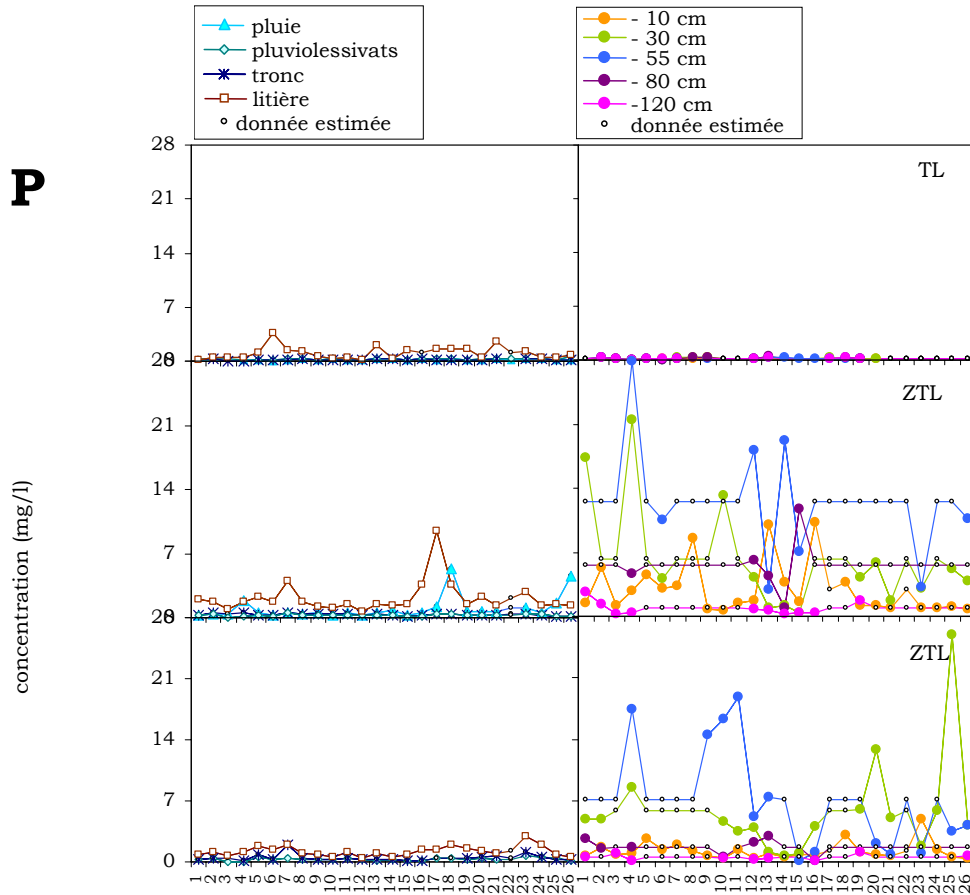 pluie
pluviolessivats
tronc
litière
donnée estimée
- 10 cm
- 30 cm
- 55 cm
- 80 cm
-120 cm
donnée estimée
P
concentration (mg/l)
28
21
14
7
TL
28
21
14
7
ZTL
28
21
14
7
0
ZTL
1 2 3 4 5 6 7 8 9 10 11 12 13 14 15 16 17 18 19 20 21 22 23 24 25 26
1 2 3 4 5 6 7 8 9 10 11 12 13 14 15 16 17 18 19 20 21 22 23 24 25 26